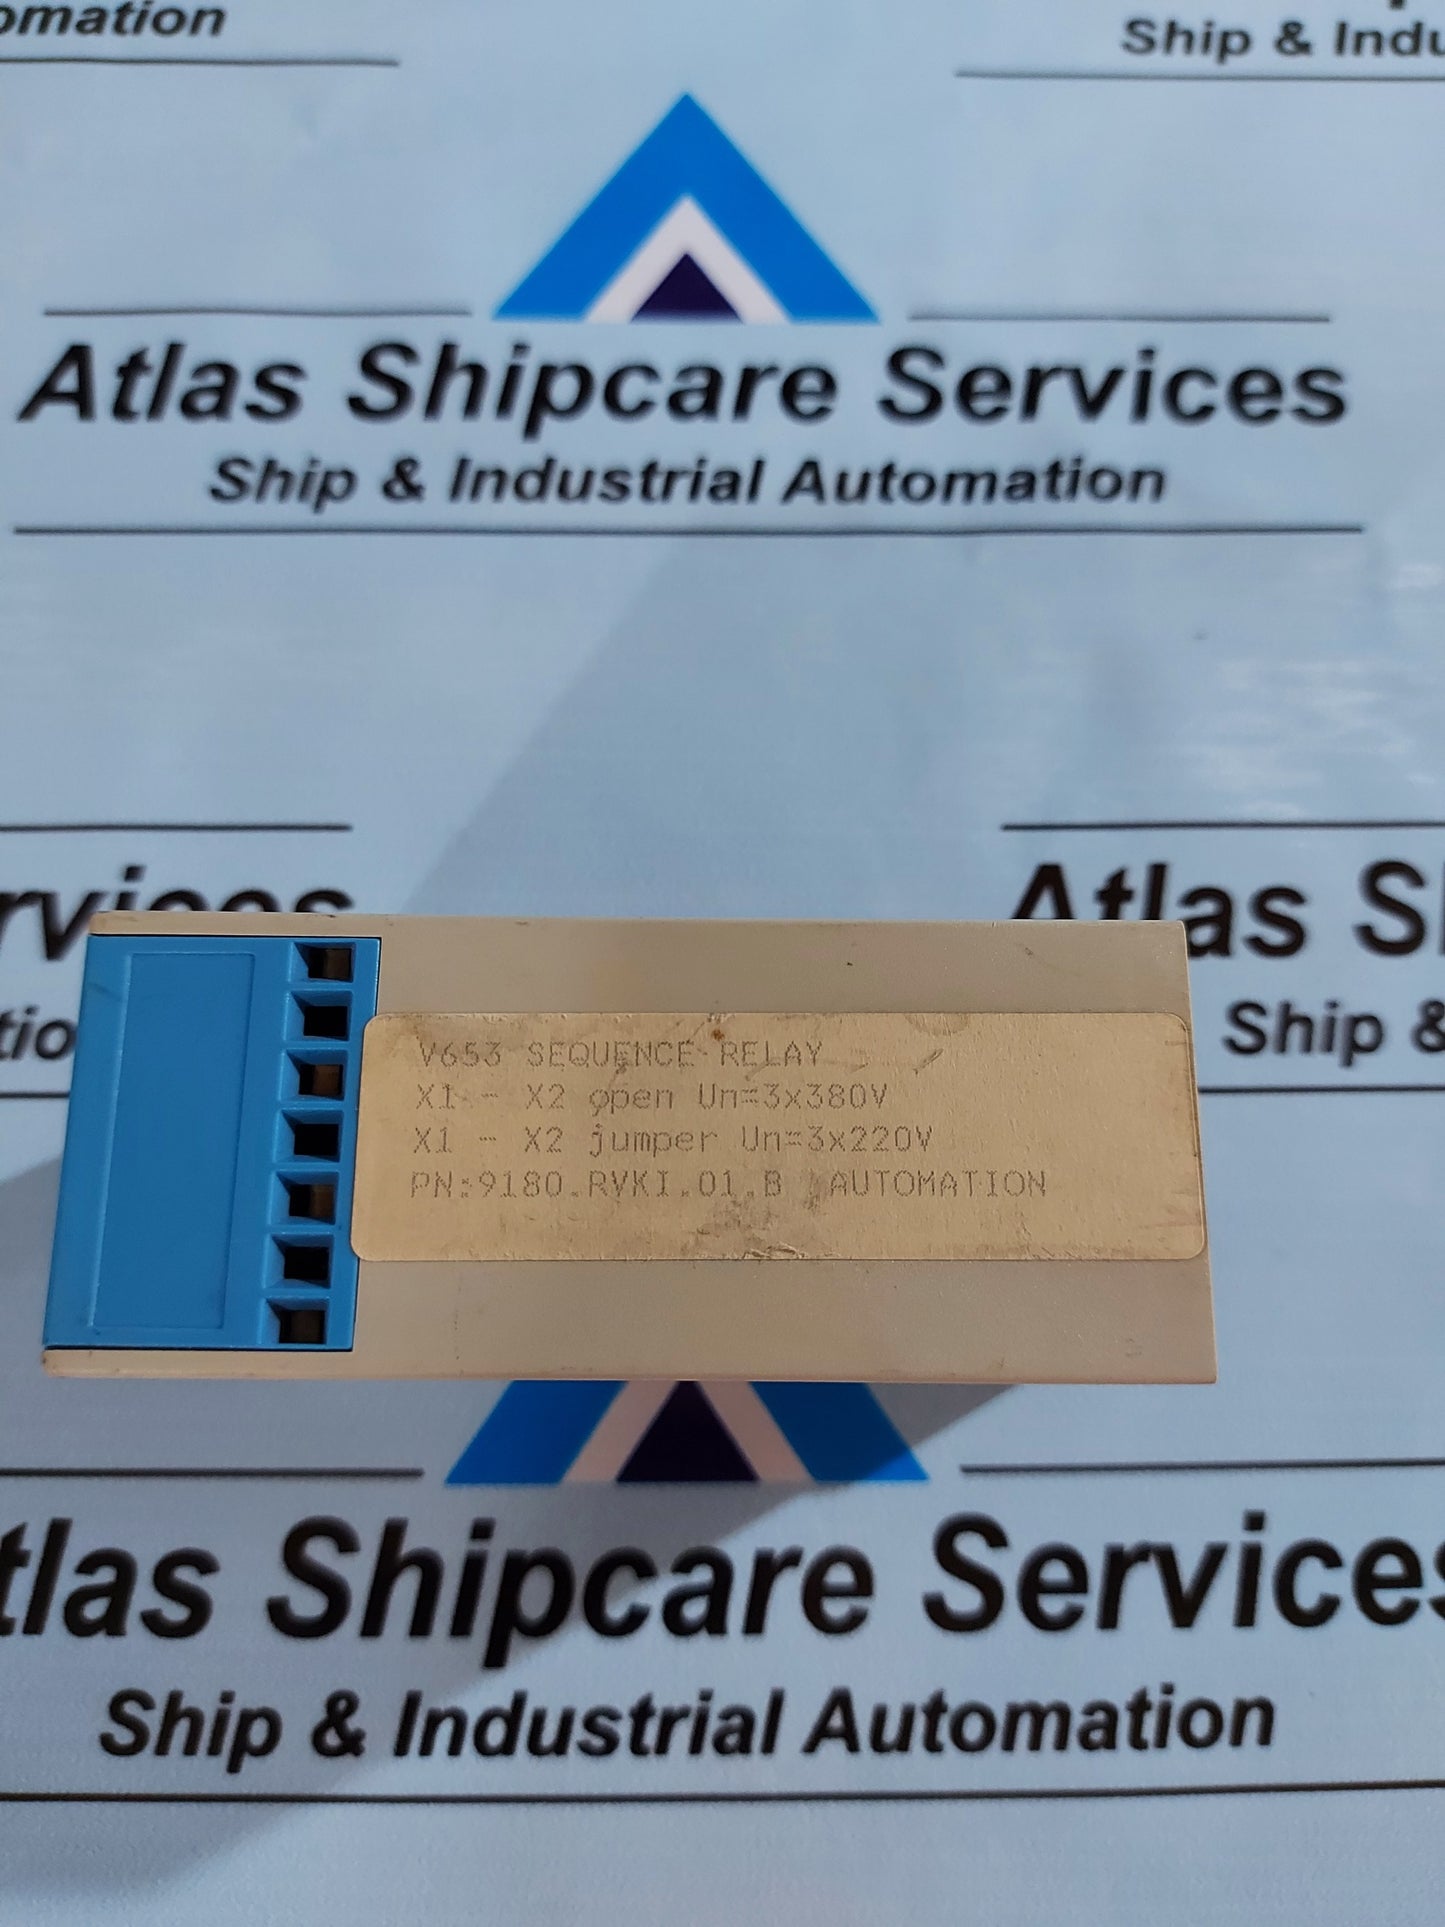 omation
Ship & Indu
Atlas Shipcare Services
Ship & Industrial Automation
rvices
Atlas S
tio
Ship &
V653 SEQUENCE RELAY
X1 - X2 open Un=3x380V
X1 - X2 jumper Un=3x220V
PN:9180.RVKI.01.B AUTOMATION
tlas Shipcare Services
Ship & Industrial Automation